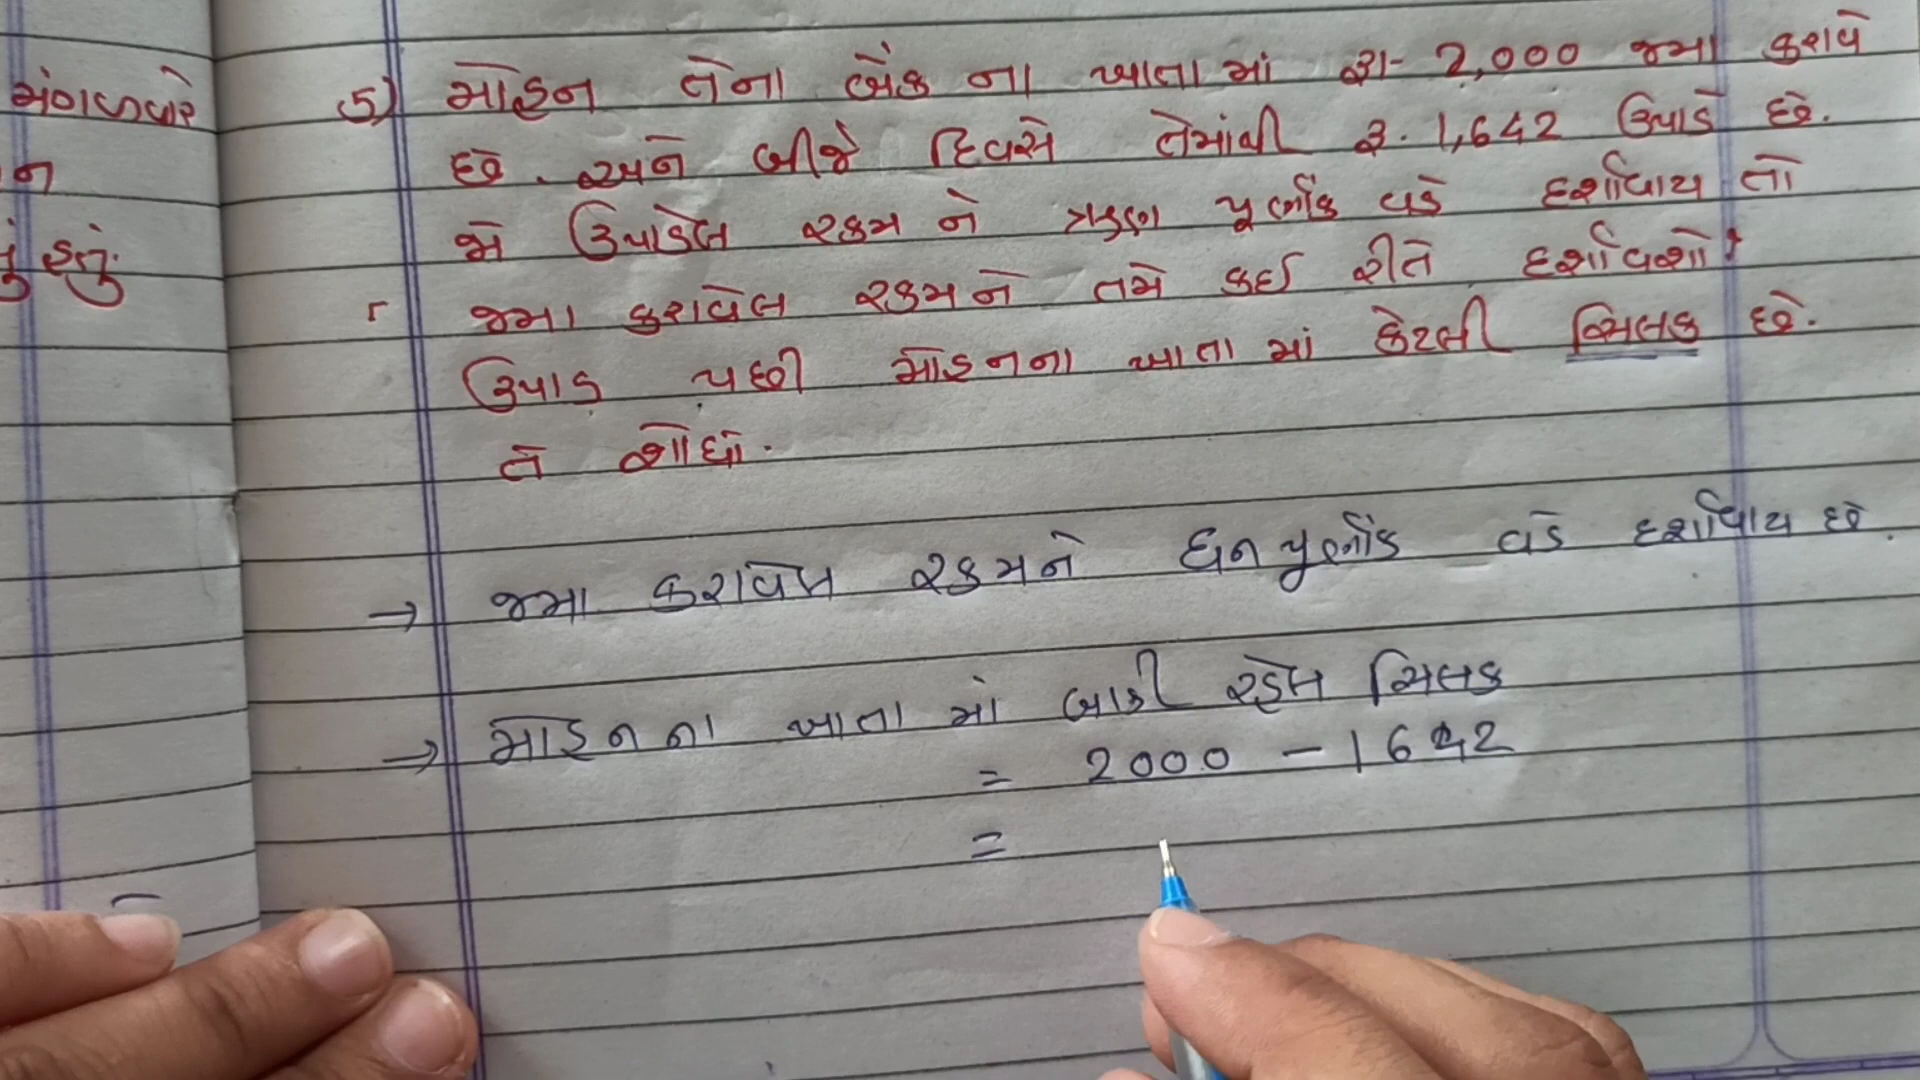 મંગળવારે
ન
હતું.
5) મોહન તેના બેંક ના ખાતા માં રૂા- 2,000 જમા કરાવે
છે. અને બીજે દિવસે તેમાંથી રૂ. 1,642 ઉપાડે છે.
જો ઉપાડેલ રકમ ને ઋણ પૂર્ણાંક વડે દર્શાવાય તો
જમા કરાવેલ રકમને તમે કઈ રીતે દર્શાવશો?
ઉપાડ પછી મોહનના ખાતા માં કેટલી સિલક છે.
તે શોધો.
→ જમા કરાવેલ રકમને ધન પૂર્ણાંક વડે દર્શાવાય છે.
→ મોહન ના ખાતા માં બાકી રહેલ સિલક
= 2000 - 1642
=